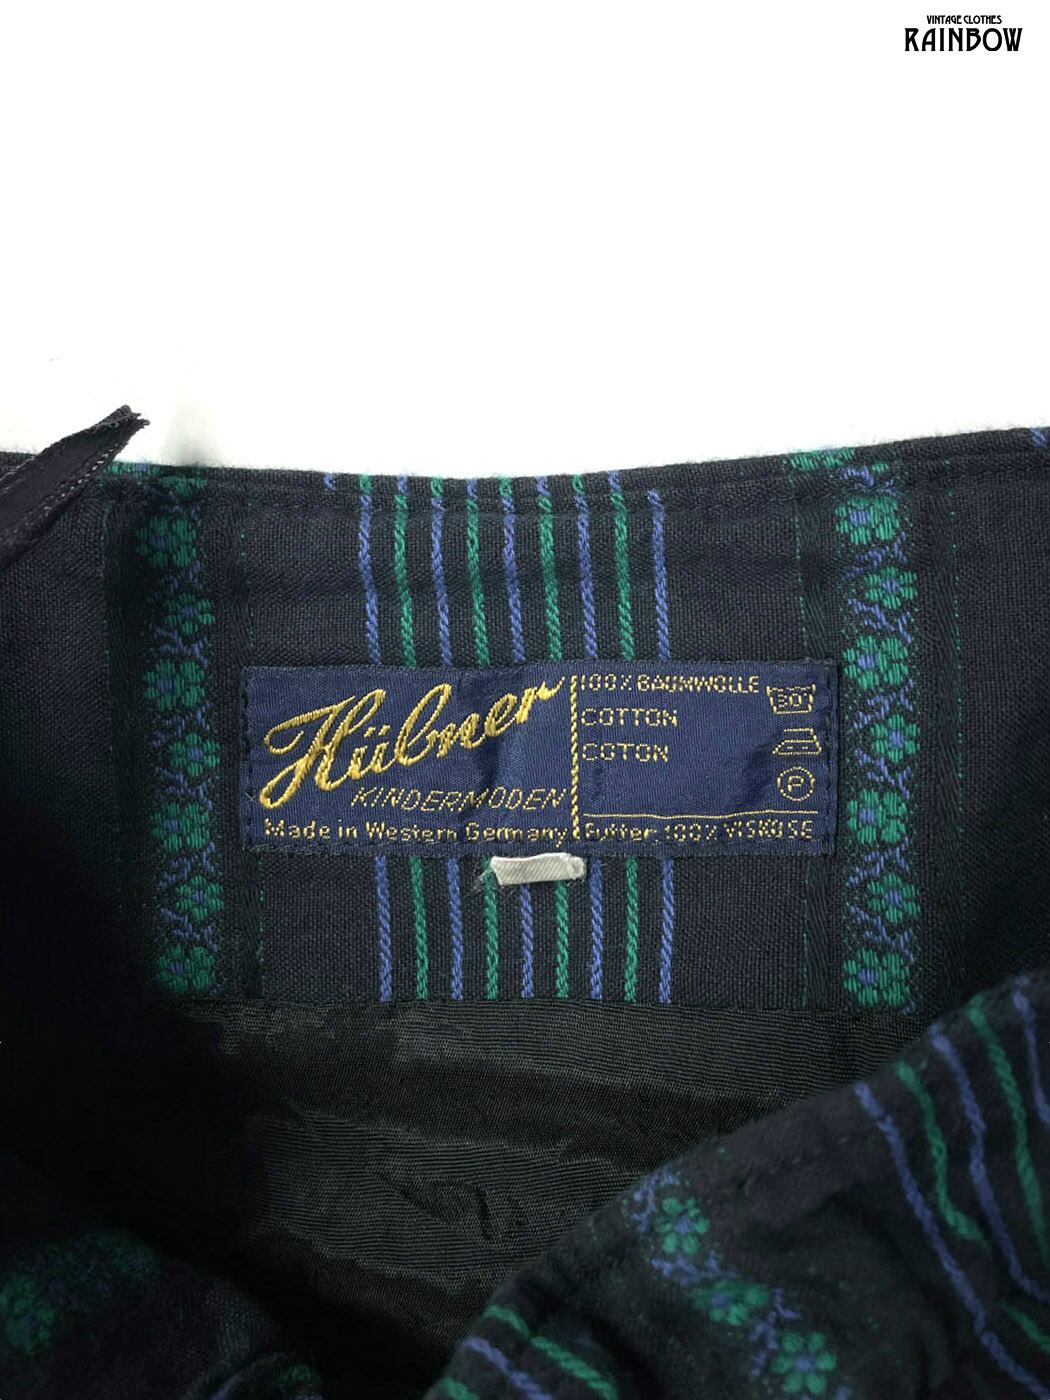 VINTAGE CLOTHES
RAINBOW
Hübner
KINDERMODEN
Made in Western Germany
100% BAUMWOLLE
COTTON
COTON
30
P
Futter 100% VISKOSE